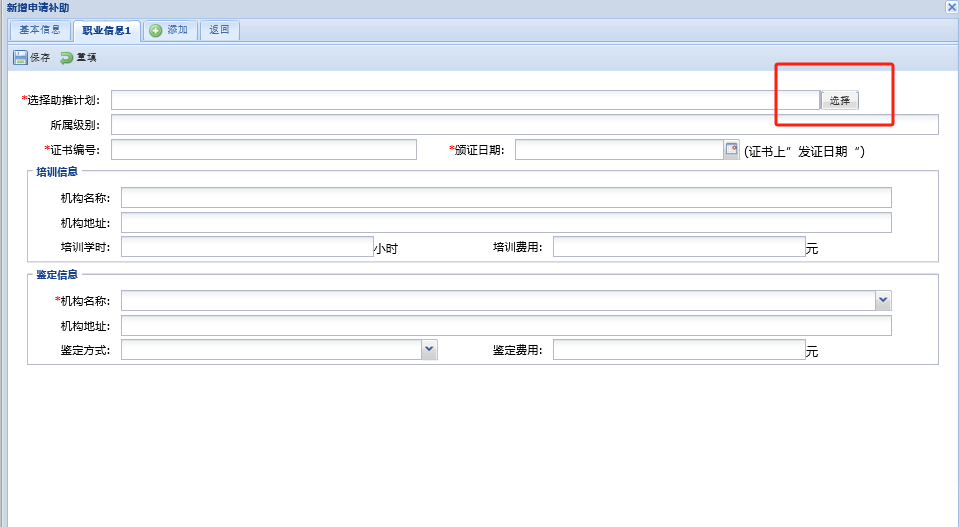 新增申请补助
基本信息 职业信息1 添加 返回
保存 重填
*选择助推计划: 选择
所属级别:
*证书编号: *颁证日期: (证书上”发证日期“)
培训信息
机构名称:
机构地址:
培训学时: 小时 培训费用: 元
鉴定信息
*机构名称:
机构地址:
鉴定方式: 鉴定费用: 元